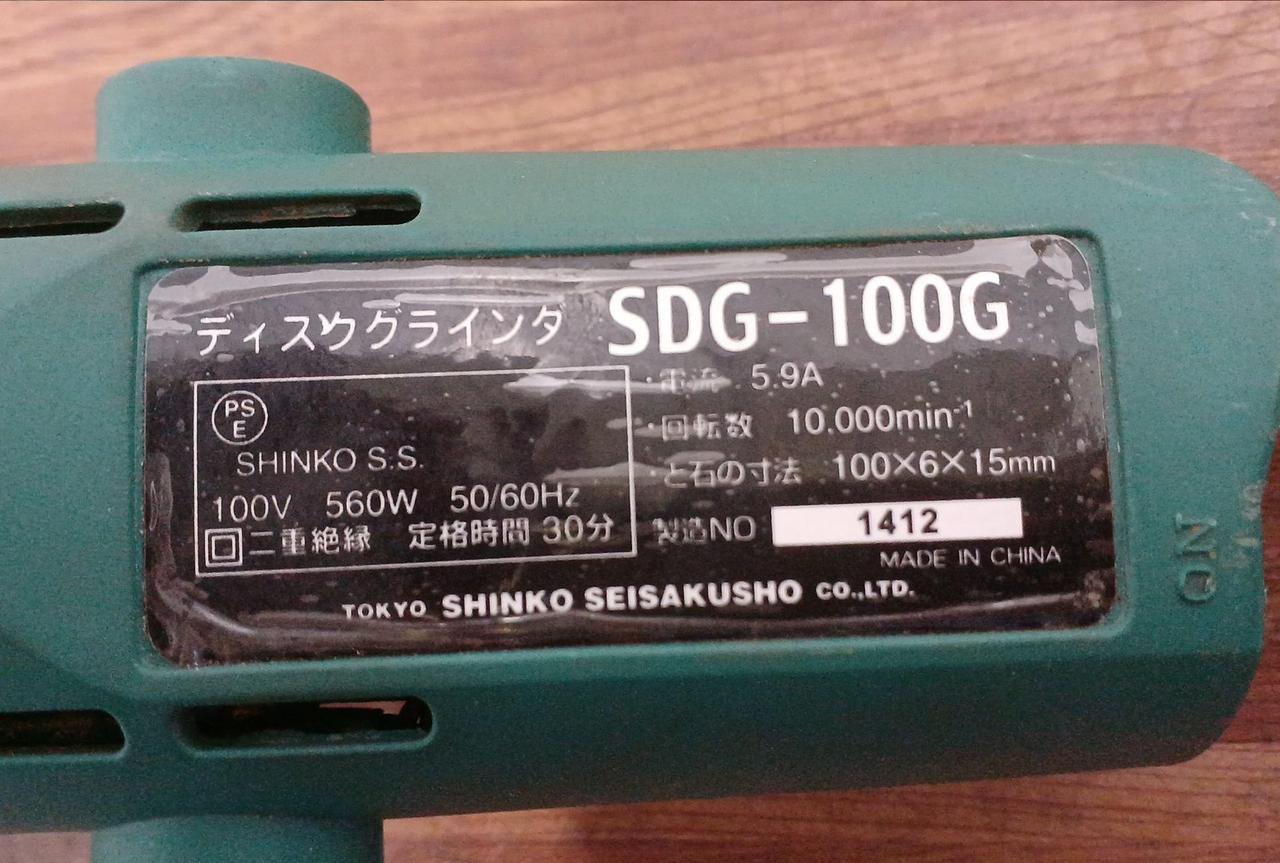 ディスクグラインダ SDG-100G
PS
E
SHINKO S.S.
100V 560W 50/60Hz
二重絶縁 定格時間 30分
・電流 5.9A
・回転数 10.000min⁻¹
・と石の寸法 100×6×15mm
製造NO 1412
MADE IN CHINA
TOKYO SHINKO SEISAKUSHO CO.,LTD.
ON